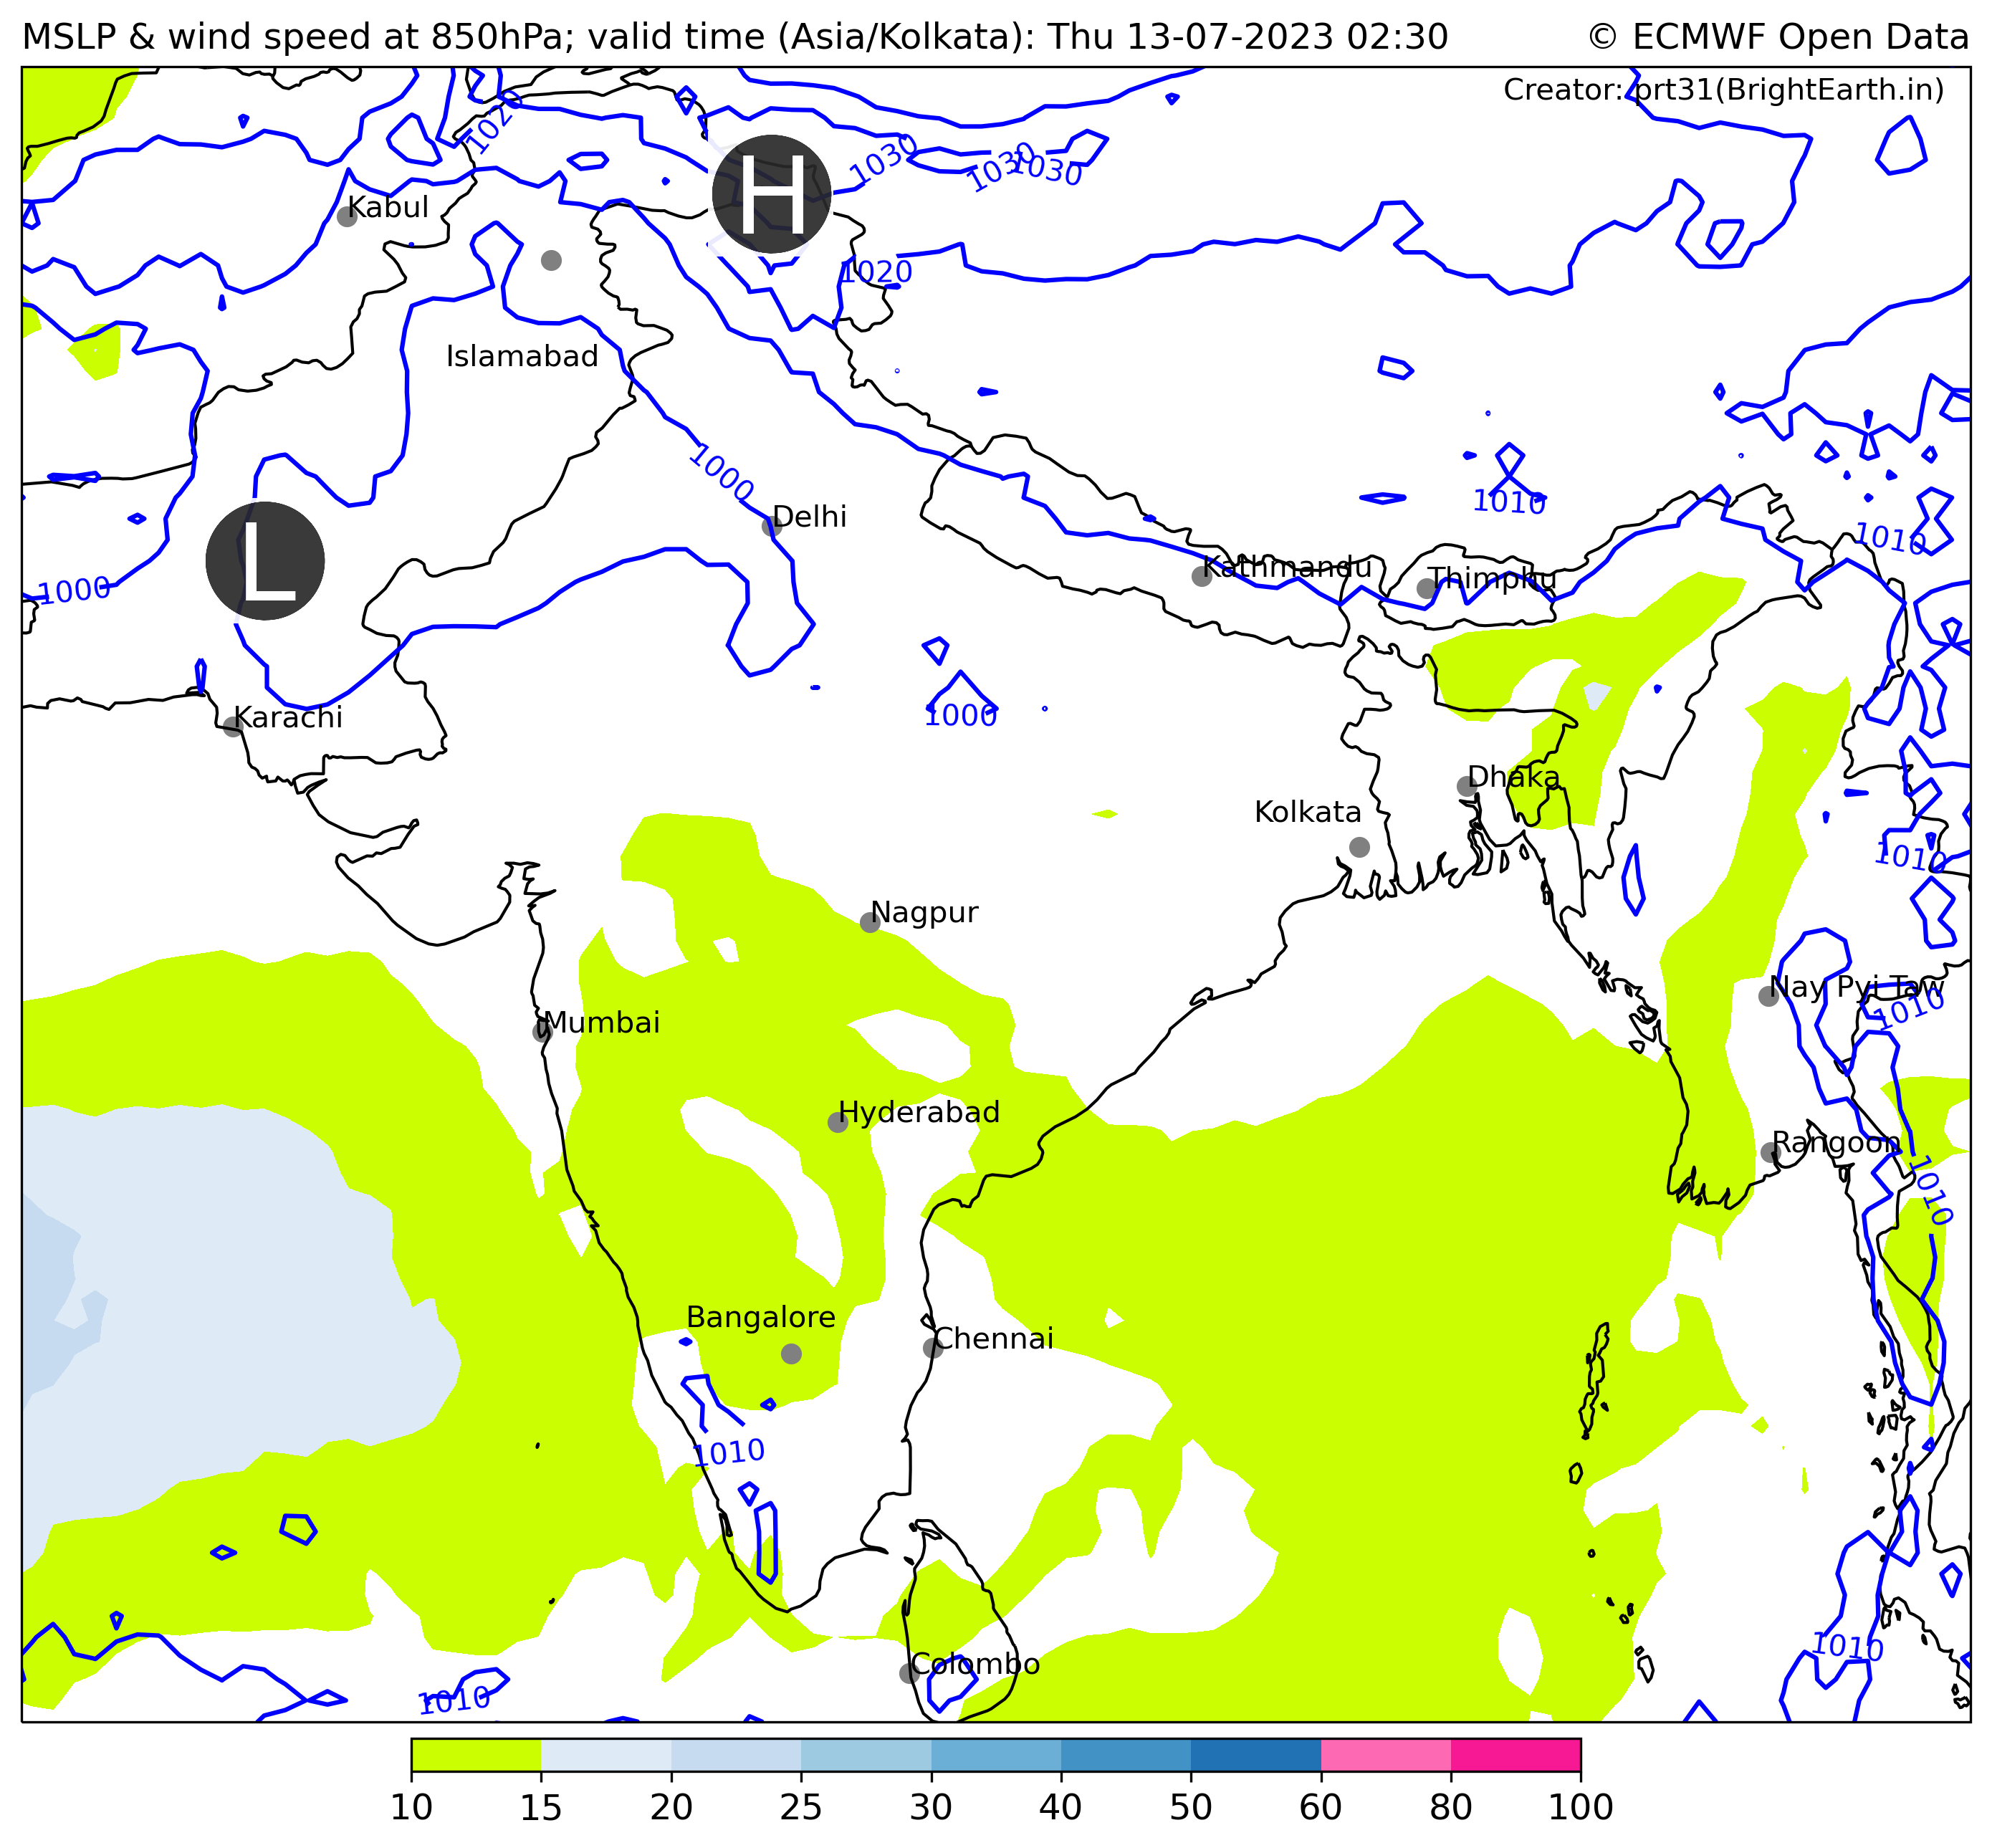 MSLP & wind speed at 850hPa; valid time (Asia/Kolkata): Thu 13-07-2023 02:30
© ECMWF Open Data
Creator: prt31(BrightEarth.in)
1020
1030
1030
1030
H
Kabul
1020
Islamabad
1000
Delhi
1010
1010
L
1000
Kathmandu
Thimphu
Karachi
1000
Dhaka
Kolkata
1010
Nagpur
Nay Pyi Taw
1010
Mumbai
Hyderabad
Rangoon
1010
Bangalore
Chennai
1010
1010
Colombo
1010
10 15 20 25 30 40 50 60 80 100